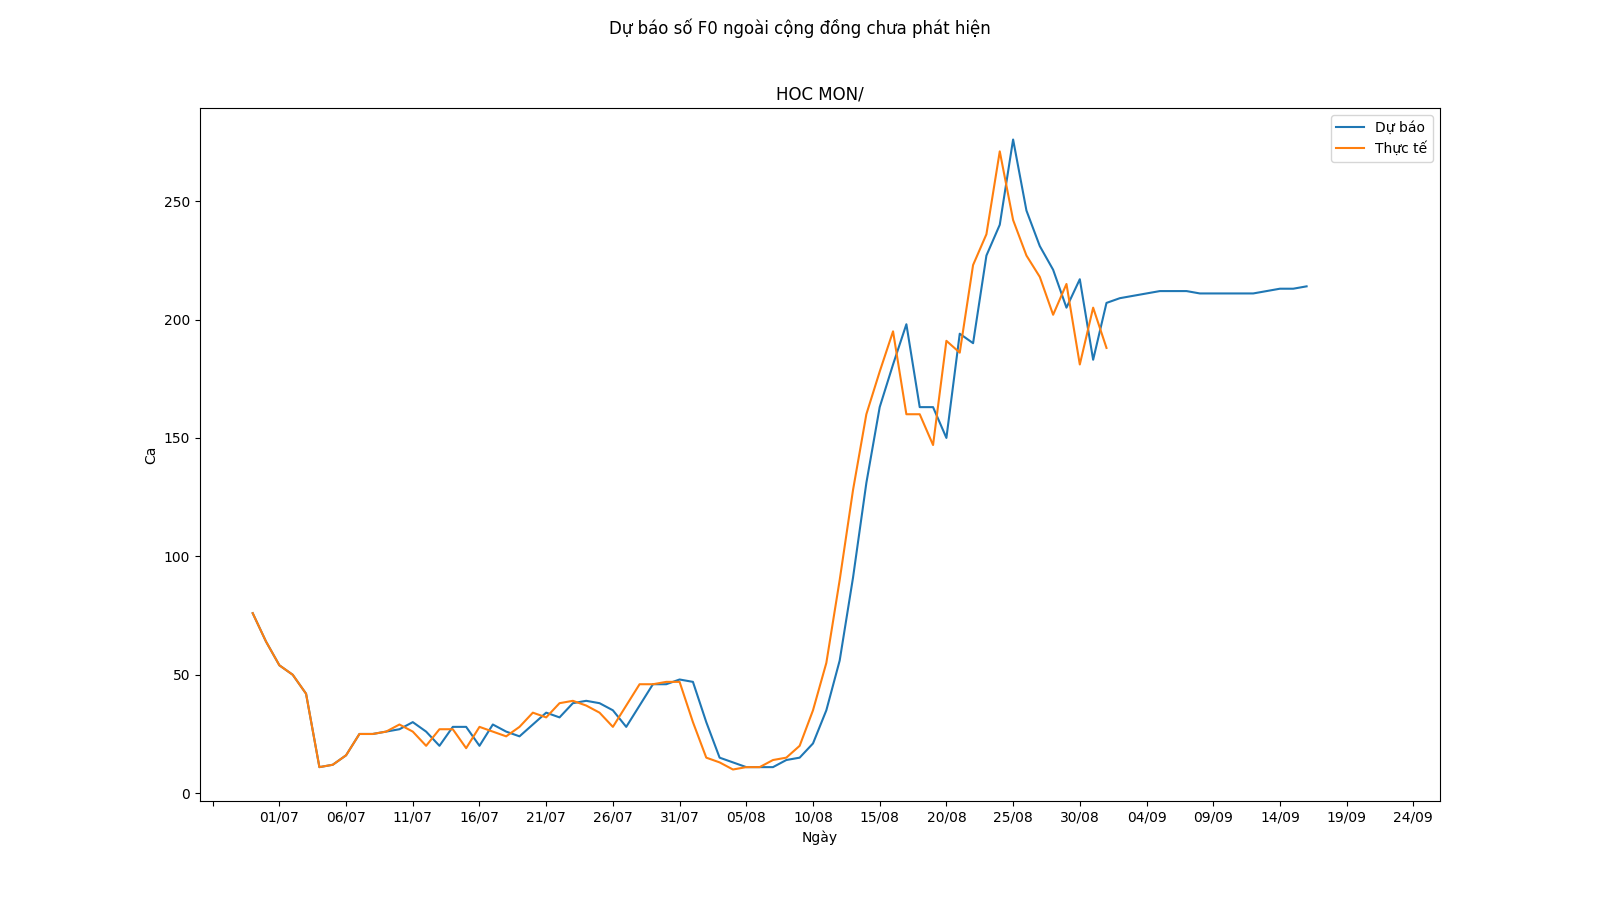 Dự báo số F0 ngoài cộng đồng chưa phát hiện
HOC MON/
Dự báo
Thực tế
250
200
150
100
50
0
Ca
01/07 06/07 11/07 16/07 21/07 26/07 31/07 05/08 10/08 15/08 20/08 25/08 30/08 04/09 09/09 14/09 19/09 24/09
Ngày